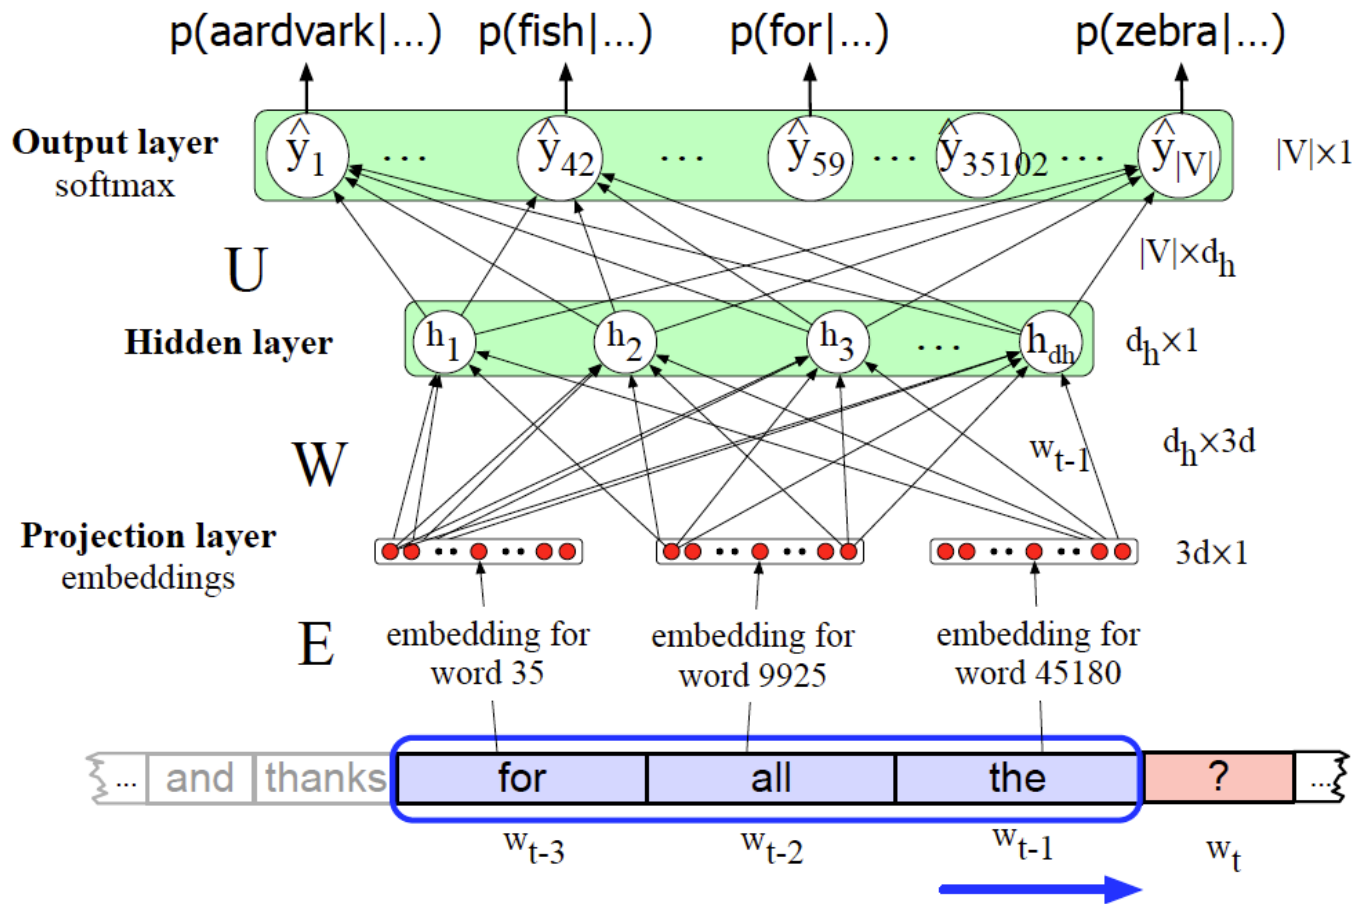 p(aardvark|...) p(fish|...) p(for|...) p(zebra|...)
Output layer
softmax
ŷ1 ... ŷ42 ... ŷ59 ... ŷ35102 ... ŷ|V|
|V|×1
U
|V|×dh
Hidden layer
h1 h2 h3 ... hdh
dh×1
W
wt-1
dh×3d
Projection layer
embeddings
3d×1
E
embedding for
word 35
embedding for
word 9925
embedding for
word 45180
... and thanks for all the ? ...
wt-3 wt-2 wt-1 wt